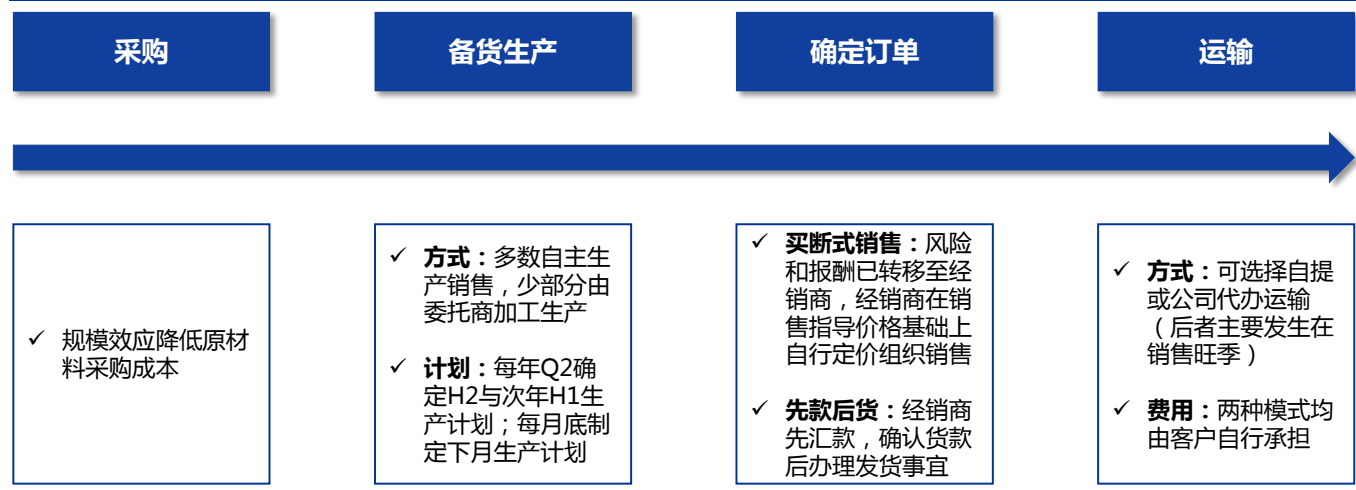 采购
备货生产
确定订单
运输
✓ 规模效应降低原材
料采购成本
✓ 方式：多数自主生
产销售，少部分由
委托商加工生产
✓ 计划：每年Q2确
定H2与次年H1生
产计划；每月底制
定下月生产计划
✓ 买断式销售：风险
和报酬已转移至经
销商，经销商在销
售指导价格基础上
自行定价组织销售
✓ 先款后货：经销商
先汇款，确认货款
后办理发货事宜
✓ 方式：可选择自提
或公司代办运输
（后者主要发生在
销售旺季）
✓ 费用：两种模式均
由客户自行承担